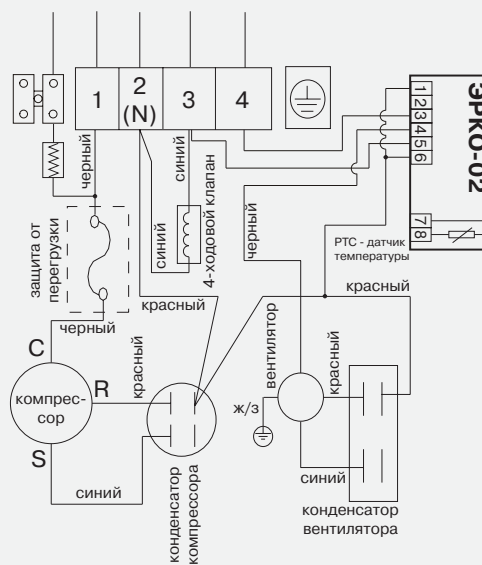 1
2
(N)
3
4
ЭРКО-02
1
2
3
4
5
6
7
8
черный
синий
4-ходовой клапан
синий
черный
защита от
перегрузки
PTC - датчик
температуры
красный
красный
черный
C
R
S
компрес-
сор
красный
вентилятор
красный
ж/з
синий
синий
конденсатор
компрессора
конденсатор
вентилятора